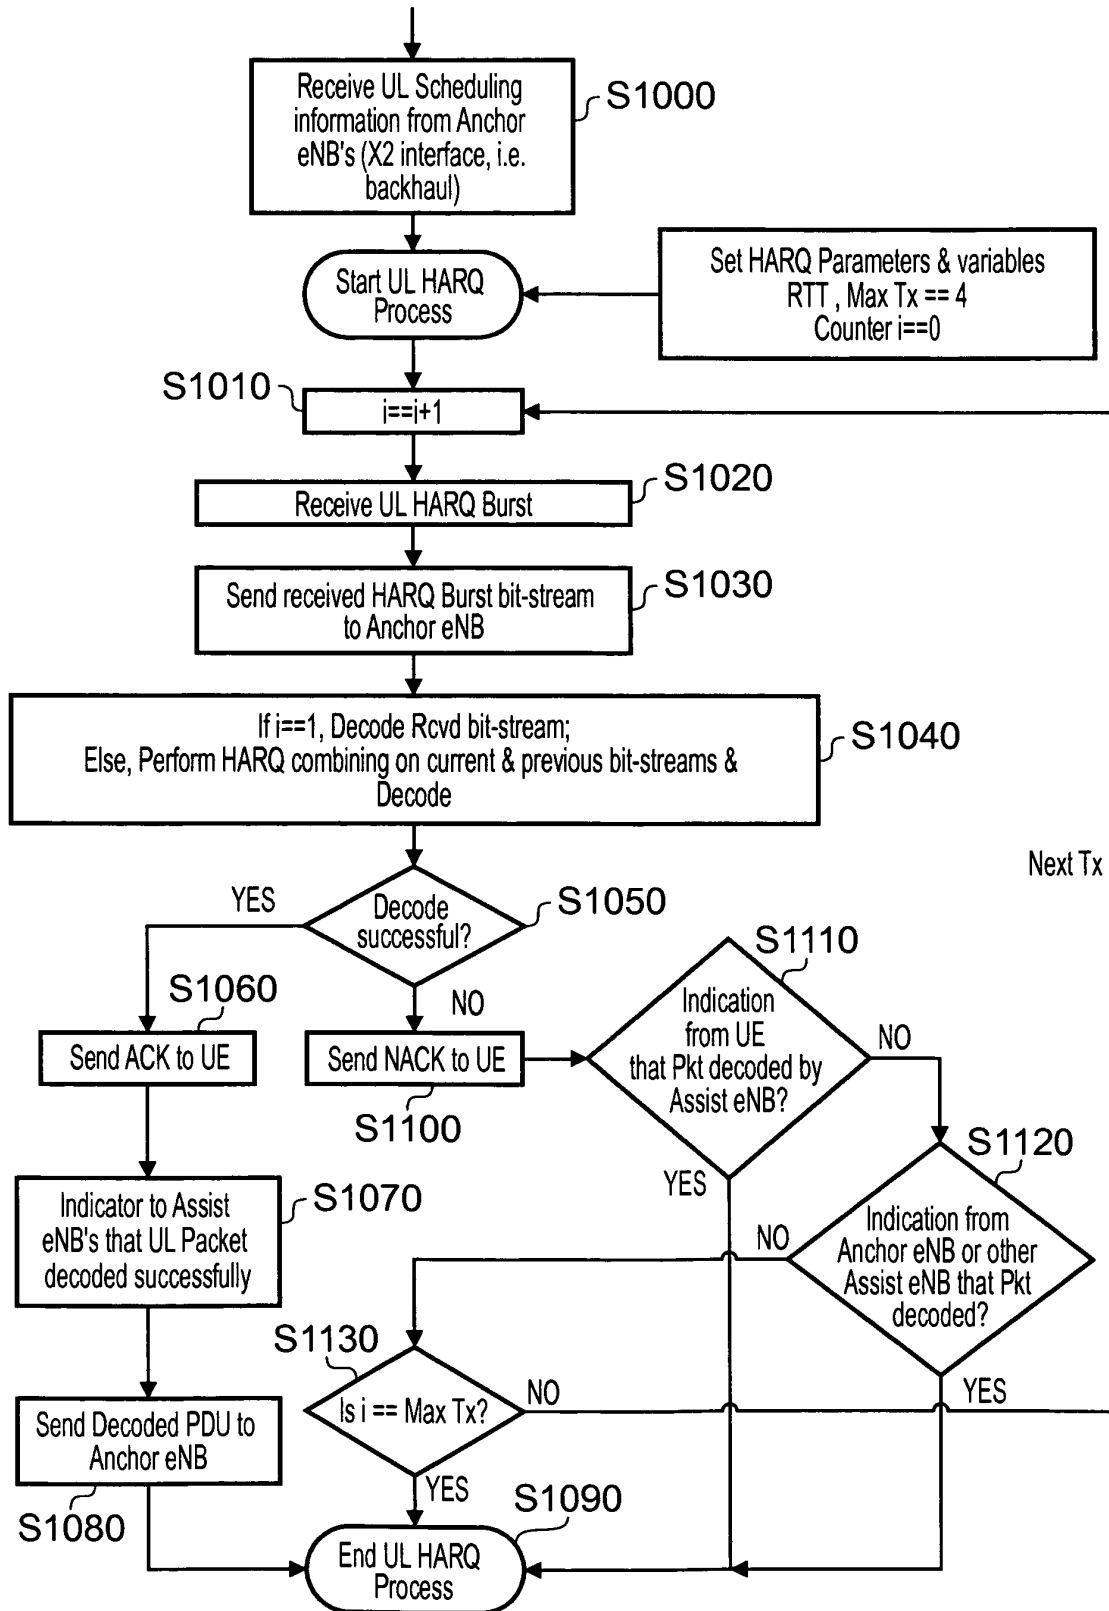 Receive UL Scheduling
information from Anchor
eNB's (X2 interface, i.e.
backhaul)
S1000
Start UL HARQ
Process
Set HARQ Parameters & variables
RTT , Max Tx == 4
Counter i==0
S1010
i==i+1
S1020
Receive UL HARQ Burst
S1030
Send received HARQ Burst bit-stream
to Anchor eNB
If i==1, Decode Rcvd bit-stream;
Else, Perform HARQ combining on current & previous bit-streams &
Decode
S1040
Next Tx
YES
Decode
successful?
S1050
NO
S1060
Send ACK to UE
Send NACK to UE
S1100
S1110
Indication
from UE
that Pkt decoded by
Assist eNB?
NO
YES
S1070
Indicator to Assist
eNB's that UL Packet
decoded successfully
S1120
Indication from
Anchor eNB or other
Assist eNB that Pkt
decoded?
NO
YES
S1130
Is i == Max Tx?
NO
YES
Send Decoded PDU to
Anchor eNB
S1080
S1090
End UL HARQ
Process